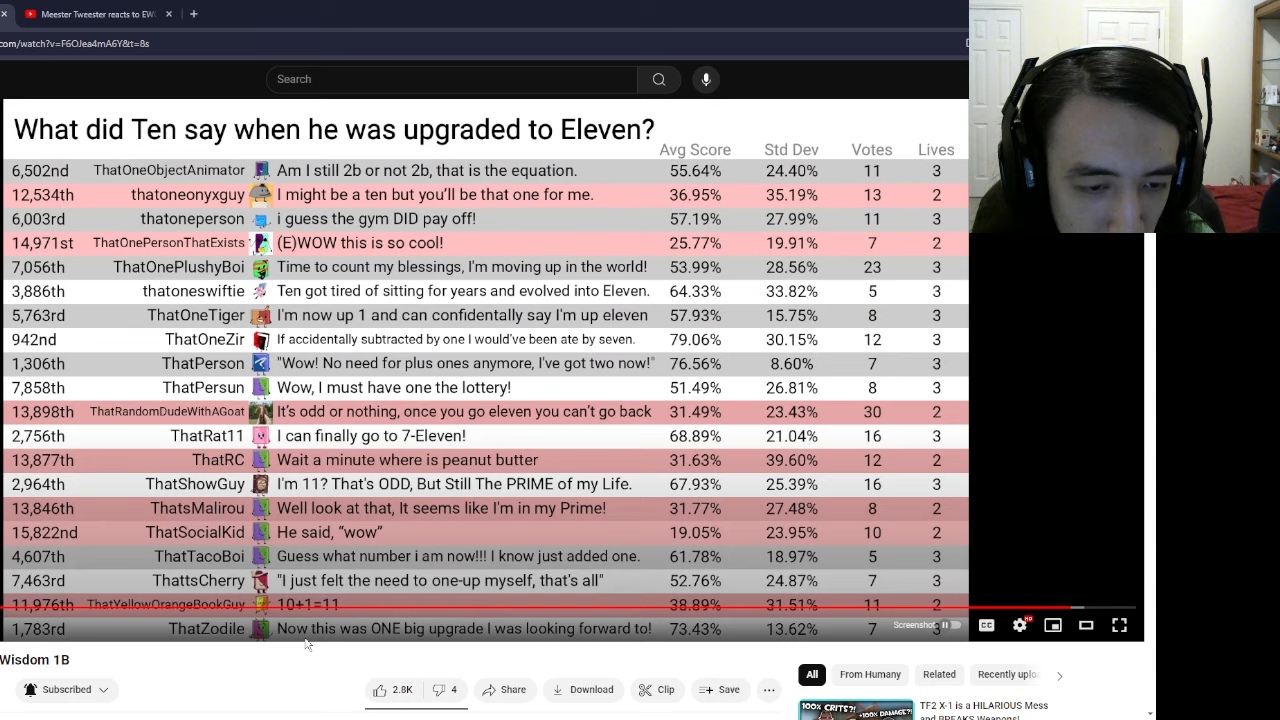 Meester Tweester reacts to EW
com/watch?v=F6OJea4mA6Y&t=8s
Search
What did Ten say when he was upgraded to Eleven?
Avg Score Std Dev Votes Lives
6,502nd ThatOneObjectAnimator Am I still 2b or not 2b, that is the equation. 55.64% 24.40% 11 3
12,534th thatoneonyxguy I might be a ten but you'll be that one for me. 36.95% 35.19% 13 2
6,003rd thatoneperson i guess the gym DID pay off! 57.19% 27.99% 11 3
14,971st ThatOnePersonThatExists (E)WOW this is so cool! 25.77% 19.91% 7 2
7,056th ThatOnePlushyBoi Time to count my blessings, I'm moving up in the world! 53.99% 28.56% 23 3
3,886th thatoneswiftie Ten got tired of sitting for years and evolved into Eleven. 64.33% 33.82% 5 3
5,763rd ThatOneTiger I'm now up 1 and can confidentally say I'm up eleven 57.93% 15.75% 8 3
942nd ThatOneZir If accidentally subtracted by one I would've been ate by seven. 79.06% 30.15% 12 3
1,306th ThatPerson "Wow! No need for plus ones anymore, I've got two now!" 76.56% 8.60% 7 3
7,858th ThatPersun Wow, I must have one the lottery! 51.49% 26.81% 8 3
13,898th ThatRandomDudeWithAGoat It's odd or nothing, once you go eleven you can't go back 31.49% 23.43% 30 2
2,756th ThatRat11 I can finally go to 7-Eleven! 68.89% 21.04% 16 3
13,877th ThatRC Wait a minute where is peanut butter 31.63% 39.60% 12 2
2,964th ThatShowGuy I'm 11? That's ODD, But Still The PRIME of my Life. 67.93% 25.39% 16 3
13,846th ThatsMalirou Well look at that, It seems like I'm in my Prime! 31.77% 27.48% 8 2
15,822nd ThatSocialKid He said, “wow” 19.05% 23.95% 10 2
4,607th ThatTacoBoi Guess what number i am now!!! I know just added one. 61.78% 18.97% 5 3
7,463rd ThattsCherry "I just felt the need to one-up myself, that's all" 52.76% 24.87% 7 3
11,976th ThatYellowOrangeBookGuy 10+1=11 38.89% 31.51% 11 2
1,783rd ThatZodie Now there was ONE big upgrade I was looking forward to! 73.43% 13.62% 7 3
Screenshot
CC
HD
Wisdom 1B
Subscribed
2.8K
4
Share
Download
Clip
Save
All From Humany Related Recently uplo
100% CRITS?! 100% DAMAGE?!
TF2 X-1 is a HILARIOUS Mess
and BREAKS Weapons!